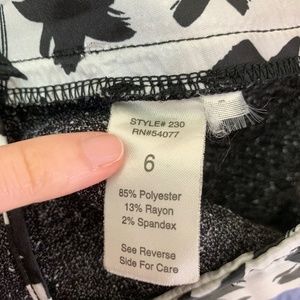 STYLE# 230
RN#54077
6
85% Polyester
13% Rayon
2% Spandex
See Reverse
Side For Care